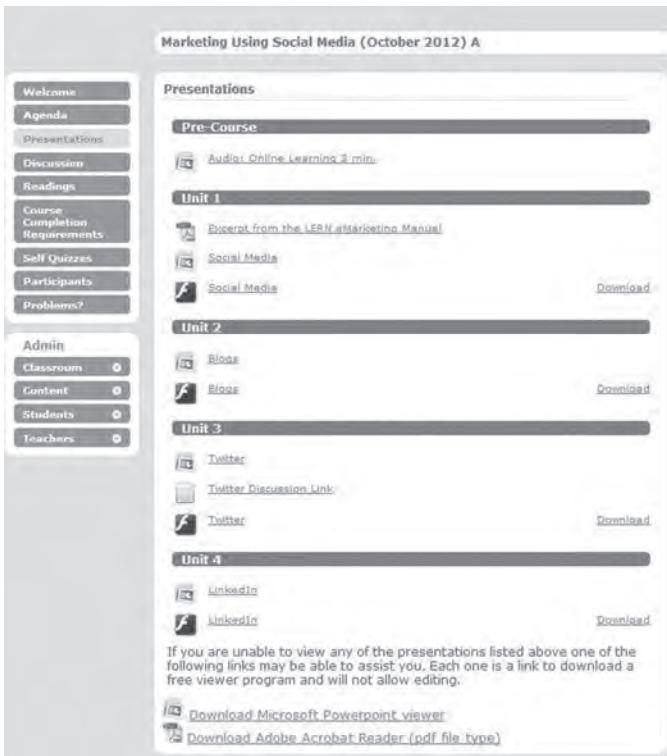 Marketing Using Social Media (October 2012) A
Welcome
Agenda
Presentations
Discussion
Readings
Course
Completion
Requirements
Self Quizzes
Participants
Problems?
Admin
Classroom
Content
Students
Teachers
Presentations
Pre-Course
Audio: Online Learning 2 min.
Unit 1
Excerpt from the LERN eMarketing Manual
Social Media
Social Media Download
Unit 2
Blogs
Blogs Download
Unit 3
Twitter
Twitter Discussion Link
Twitter Download
Unit 4
LinkedIn
LinkedIn Download
If you are unable to view any of the presentations listed above one of the
following links may be able to assist you. Each one is a link to download a
free viewer program and will not allow editing.
Download Microsoft Powerpoint viewer
Download Adobe Acrobat Reader (pdf file type)